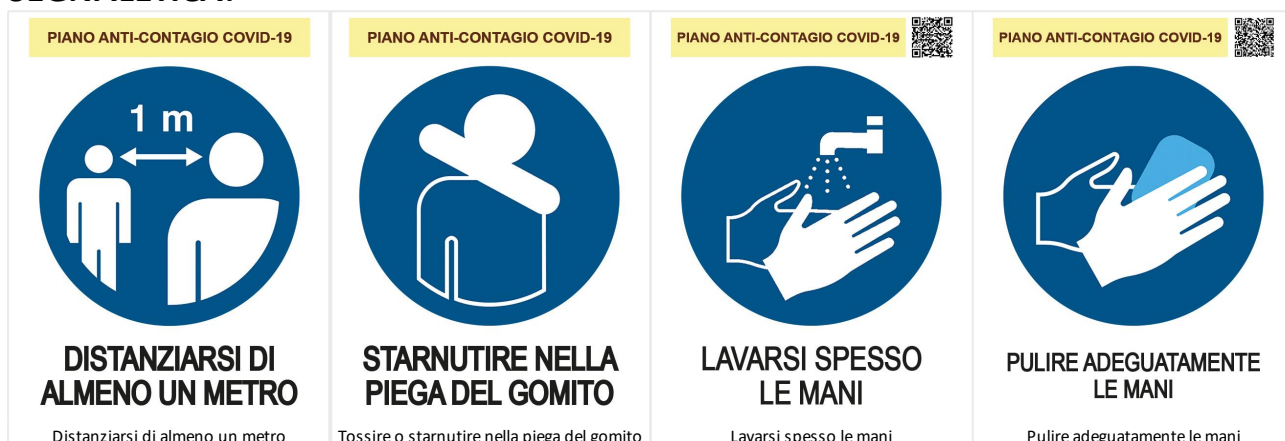 PIANO ANTI-CONTAGIO COVID-19
1 m
DISTANZIARSI DI
ALMENO UN METRO
Distanziarsi di almeno un metro
PIANO ANTI-CONTAGIO COVID-19
STARNUTIRE NELLA
PIEGA DEL GOMITO
Tossire o starnutire nella piega del gomito
PIANO ANTI-CONTAGIO COVID-19
LAVARSI SPESSO
LE MANI
Lavarsi spesso le mani
PIANO ANTI-CONTAGIO COVID-19
PULIRE ADEGUATAMENTE
LE MANI
Pulire adeguatamente le mani